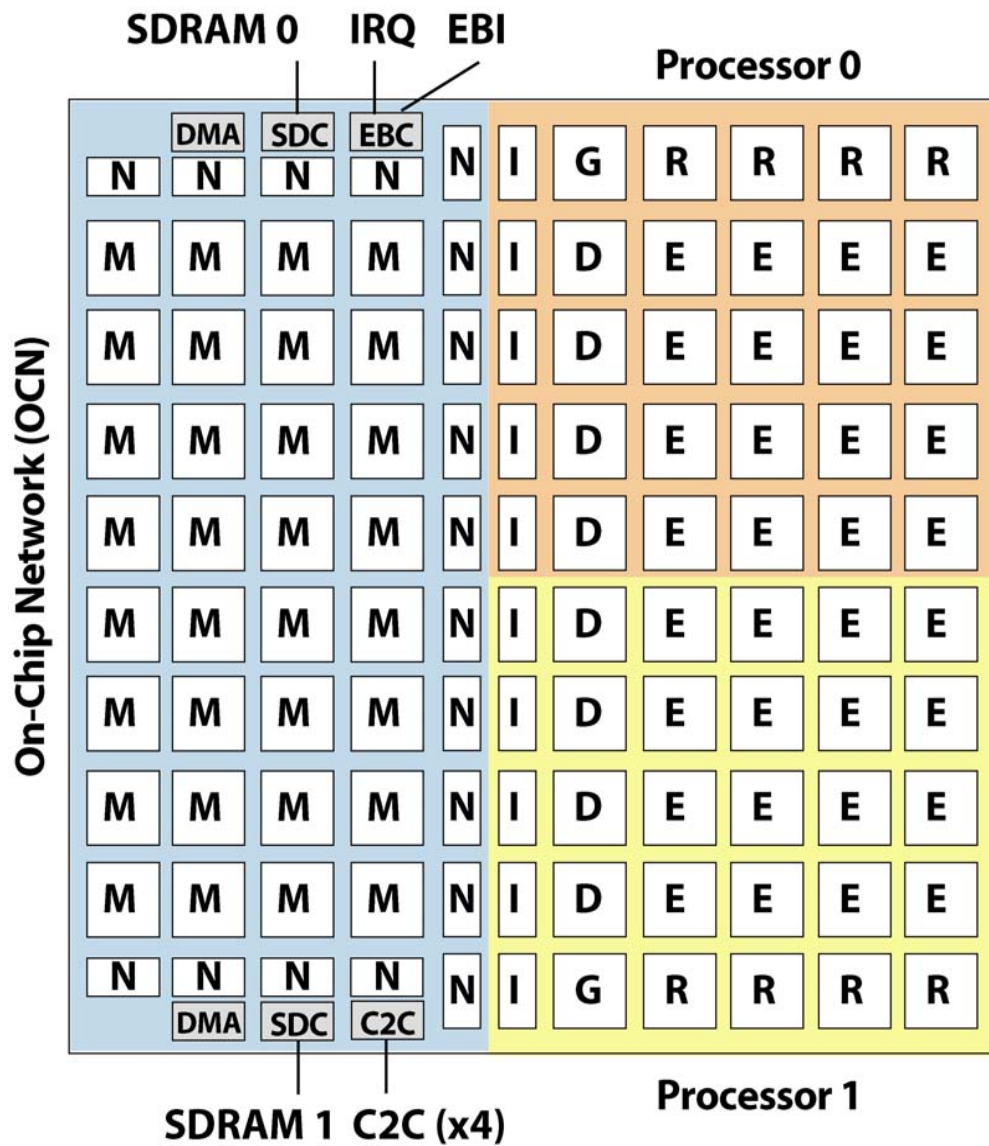 SDRAM 0 IRQ EBI
Processor 0
DMA SDC EBC
N N N N N I G R R R R
M M M M N I D E E E E
M M M M N I D E E E E
M M M M N I D E E E E
M M M M N I D E E E E
On-Chip Network (OCN)
M M M M N I D E E E E
M M M M N I D E E E E
M M M M N I D E E E E
M M M M N I D E E E E
N N N N N I G R R R R
DMA SDC C2C
Processor 1
SDRAM 1 C2C (x4)